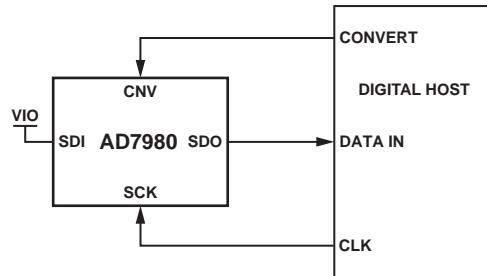 CONVERT
CNV
DIGITAL HOST
VIO
SDI AD7980 SDO
DATA IN
SCK
CLK